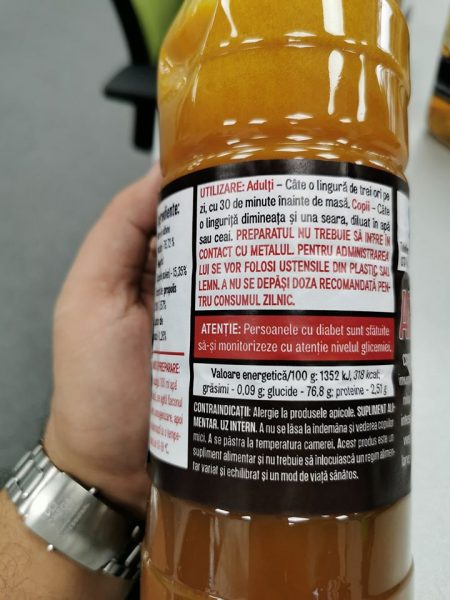 UTILIZARE: Adulți – Câte o lingură de trei ori pe
zi, cu 30 de minute înainte de masă. Copii – Câte
o linguriță dimineața și una seara, diluat în apă
sau ceai. PREPARATUL NU TREBUIE SĂ INTRE ÎN
CONTACT CU METALUL. PENTRU ADMINISTRAREA
LUI SE VOR FOLOSI USTENSILE DIN PLASTIC SAU
LEMN. A NU SE DEPĂȘI DOZA RECOMANDATĂ PEN-
TRU CONSUMUL ZILNIC.
ATENȚIE: Persoanele cu diabet sunt sfătuite
să-și monitorizeze cu atenție nivelul glicemiei.
Valoare energetică/100 g: 1352 kJ, 318 kcal;
grăsimi - 0,09 g; glucide - 76,8 g; proteine - 2,51 g
CONTRAINDICAȚII: Alergie la produsele apicole. SUPLIMENT ALI-
MENTAR. UZ INTERN. A nu se lăsa la îndemâna și vederea copiilor
mici. A se păstra la temperatura camerei. Acest produs este un
supliment alimentar și nu trebuie să înlocuiască un regim alimen-
tar variat și echilibrat și un mod de viață sănătos.